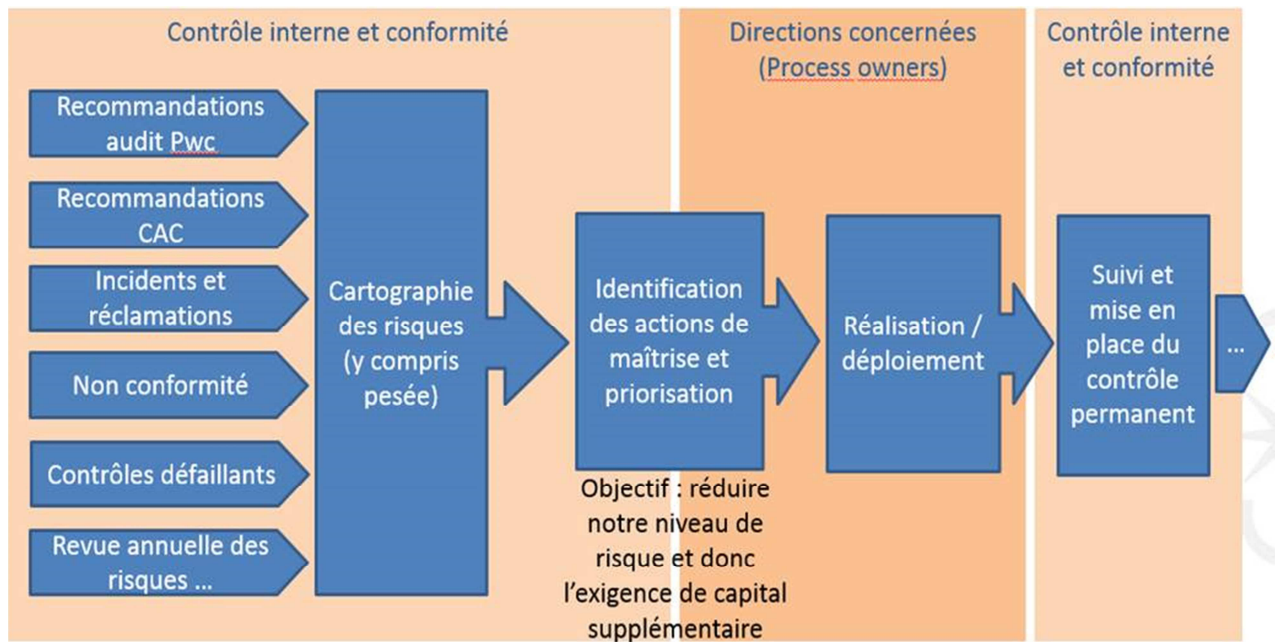 Contrôle interne et conformité
Directions concernées
(Process owners)
Contrôle interne
et conformité
Recommandations
audit Pwc
Recommandations
CAC
Incidents et
réclamations
Non conformité
Contrôles défaillants
Revue annuelle des
risques ...
Cartographie
des risques
(y compris
pesée)
Identification
des actions de
maîtrise et
priorisation
Objectif : réduire
notre niveau de
risque et donc
l'exigence de capital
supplémentaire
Réalisation /
déploiement
Suivi et
mise en
place du
contrôle
permanent
...